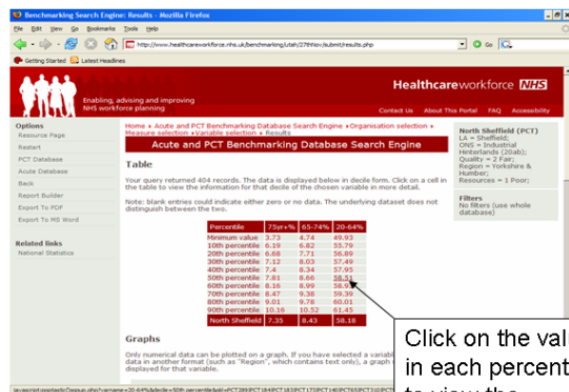 Benchmarking Search Engine: Results - Mozilla Firefox
File Edit View Go Bookmarks Tools Help
http://www.healthcareworkforce.nhs.uk/benchmarking/utah/27thNov/submit/results.php
Go
Getting Started Latest Headlines
Healthcareworkforce NHS
Enabling, advising and improving
NHS workforce planning
Contact Us About This Portal FAQ Accessibility
Options
Resource Page
Restart
PCT Database
Acute Database
Back
Report Builder
Export To PDF
Export To MS Word
Related links
National Statistics
Home » Acute and PCT Benchmarking Database Search Engine » Organisation selection »
Measure selection » Variable selection » Results
Acute and PCT Benchmarking Database Search Engine
Table
Your query returned 404 records. The data is displayed below in decile form. Click on a cell in
the table to view the information for that decile of the chosen variable in more detail.
Note: blank entries could indicate either zero or no data. The underlying dataset does not
distinguish between the two.
Percentile 75yr+% 65-74% 20-64%
Minimum value 3.73 4.74 49.93
10th percentile 6.19 6.82 55.79
20th percentile 6.68 7.71 56.89
30th percentile 7.12 8.03 57.49
40th percentile 7.4 8.34 57.95
50th percentile 7.81 8.66 58.51
60th percentile 8.16 8.99 58.9
70th percentile 8.47 9.38 59.39
80th percentile 9.01 9.78 60.01
90th percentile 10.16 10.52 61.45
North Sheffield 7.35 8.43 58.18
Graphs
Only numerical data can be plotted on a graph. If you have selected a variabl
data in another format (such as "Region", which contains text only), a graph
displayed for that variable.
North Sheffield (PCT)
LA = Sheffield;
ONS = Industrial
Hinterlands (20ab);
Quality = 2 Fair;
Region = Yorkshire &
Humber;
Resources = 1 Poor;
Filters
No filters (use whole
database)
Click on the valu
in each percent
to view the